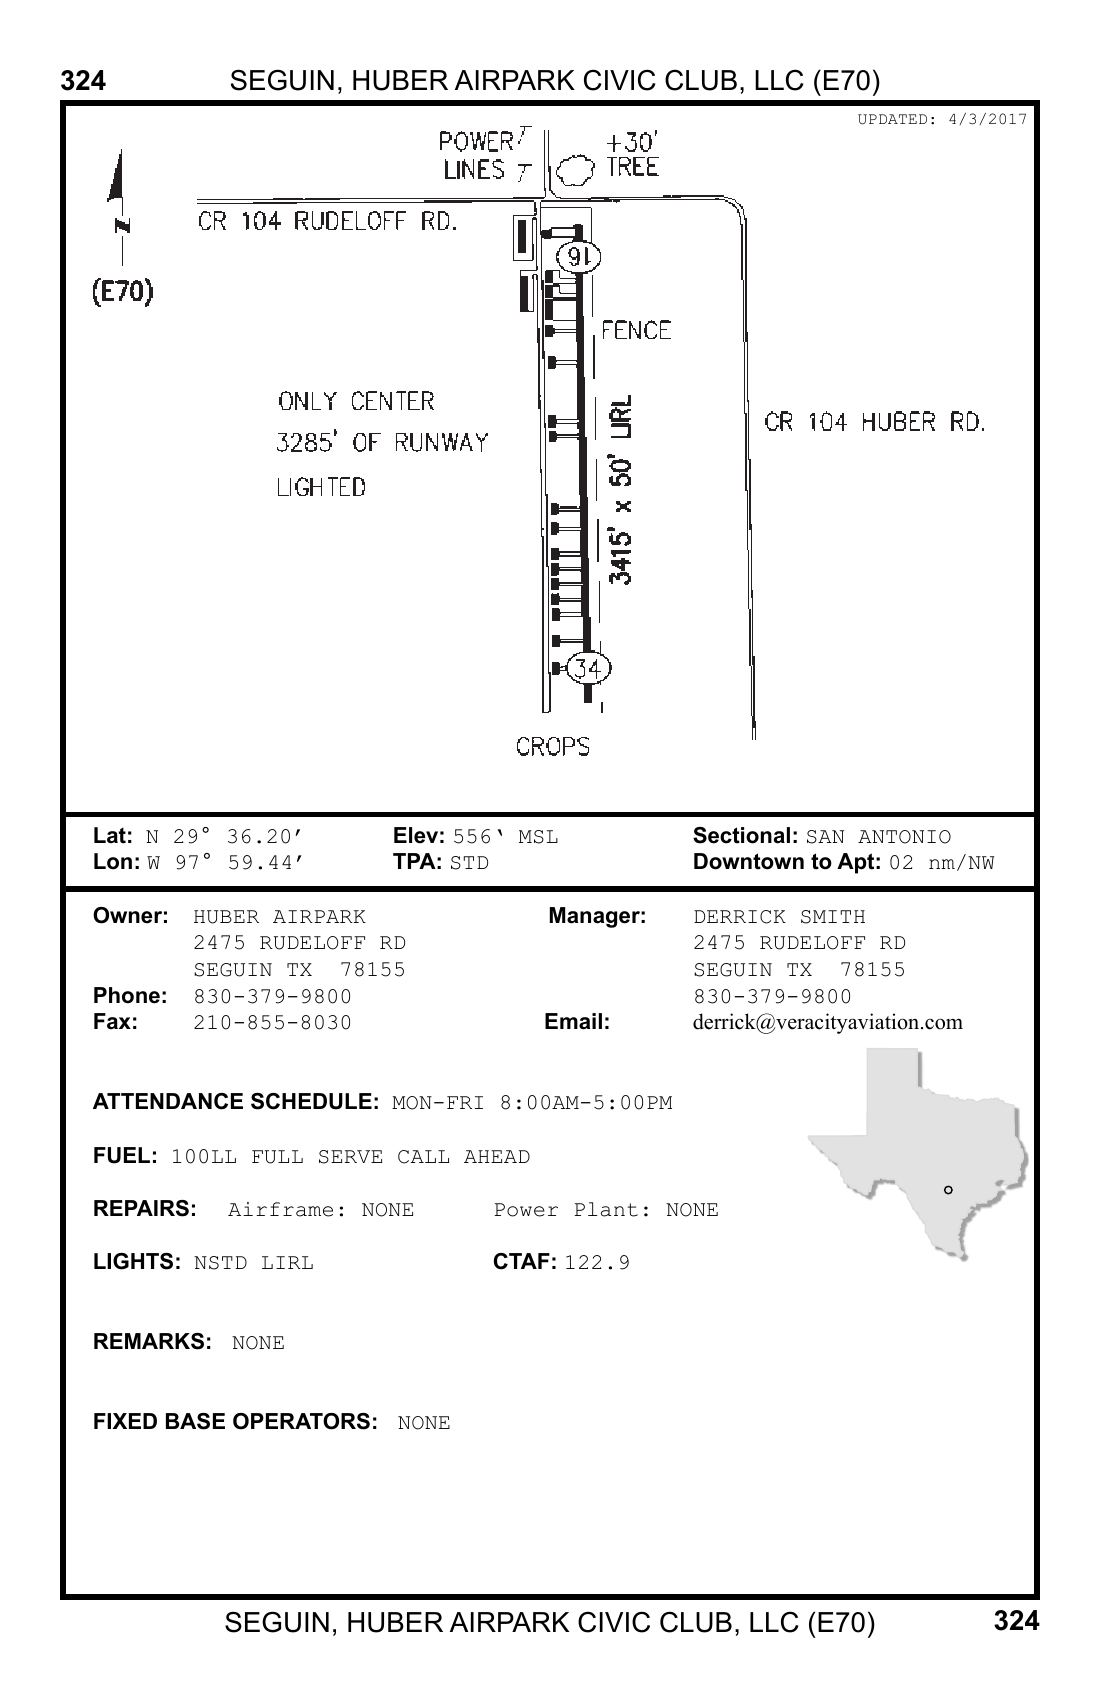 324 SEGUIN, HUBER AIRPARK CIVIC CLUB, LLC (E70)
UPDATED: 4/3/2017
POWER
LINES
+30'
TREE
N
(E70)
CR 104 RUDELOFF RD.
16
FENCE
ONLY CENTER
3285' OF RUNWAY
LIGHTED
3415' x 50' LIRL
CR 104 HUBER RD.
34
CROPS
Lat: N 29° 36.20′ Elev: 556‘ MSL Sectional: SAN ANTONIO
Lon: W 97° 59.44′ TPA: STD Downtown to Apt: 02 nm/NW
Owner: HUBER AIRPARK Manager: DERRICK SMITH
2475 RUDELOFF RD 2475 RUDELOFF RD
SEGUIN TX 78155 SEGUIN TX 78155
Phone: 830-379-9800 830-379-9800
Fax: 210-855-8030 Email: derrick@veracityaviation.com
ATTENDANCE SCHEDULE: MON-FRI 8:00AM-5:00PM
FUEL: 100LL FULL SERVE CALL AHEAD
REPAIRS: Airframe: NONE Power Plant: NONE
LIGHTS: NSTD LIRL CTAF: 122.9
REMARKS: NONE
FIXED BASE OPERATORS: NONE
SEGUIN, HUBER AIRPARK CIVIC CLUB, LLC (E70) 324